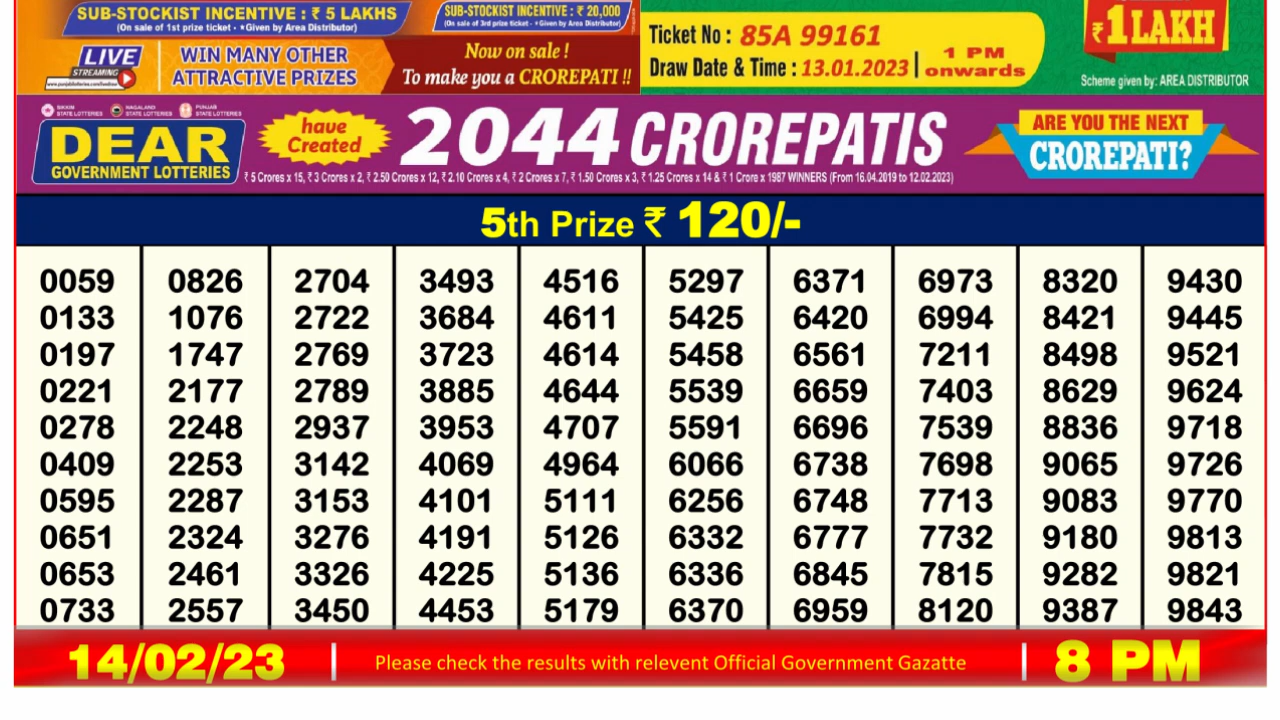 SUB-STOCKIST INCENTIVE : ₹ 5 LAKHS
(On sale of 1st prize ticket - *Given by Area Distributor)
SUB-STOCKIST INCENTIVE : ₹ 20,000
(On sale of 3rd prize ticket - *Given by Area Distributor)
LIVE
STREAMING
WIN MANY OTHER
ATTRACTIVE PRIZES
Now on sale !
To make you a CROREPATI !!
Ticket No : 85A 99161
Draw Date & Time : 13.01.2023 | 1 PM onwards
₹1 LAKH
Scheme given by: AREA DISTRIBUTOR
SIKKIM STATE LOTTERIES
NAGALAND STATE LOTTERIES
PUNJAB STATE LOTTERIES
DEAR
GOVERNMENT LOTTERIES
have
Created
2044 CROREPATIS
₹ 5 Crores x 15, ₹ 3 Crores x 2, ₹ 2.50 Crores x 12, ₹ 2.10 Crores x 4, ₹ 2 Crores x 7, ₹ 1.50 Crores x 3, ₹ 1.25 Crores x 14 & ₹ 1 Crore x 1987 WINNERS (From 16.04.2019 to 12.02.2023)
ARE YOU THE NEXT
CROREPATI?
5th Prize ₹ 120/-
0059 0826 2704 3493 4516 5297 6371 6973 8320 9430
0133 1076 2722 3684 4611 5425 6420 6994 8421 9445
0197 1747 2769 3723 4614 5458 6561 7211 8498 9521
0221 2177 2789 3885 4644 5539 6659 7403 8629 9624
0278 2248 2937 3953 4707 5591 6696 7539 8836 9718
0409 2253 3142 4069 4964 6066 6738 7698 9065 9726
0595 2287 3153 4101 5111 6256 6748 7713 9083 9770
0651 2324 3276 4191 5126 6332 6777 7732 9180 9813
0653 2461 3326 4225 5136 6336 6845 7815 9282 9821
0733 2557 3450 4453 5179 6370 6959 8120 9387 9843
14/02/23 | Please check the results with relevent Official Government Gazatte | 8 PM